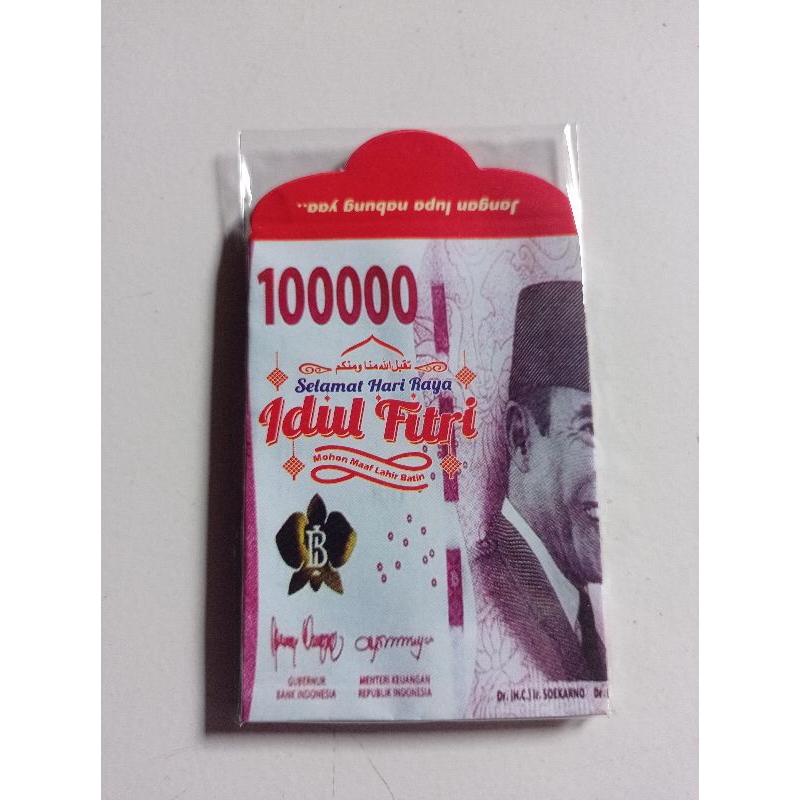 Jangan lupa nabung yaa..
100000
تقبل الله منا ومنكم
Selamat Hari Raya
Idul Fitri
Mohon Maaf Lahir Batin
B
GUBERNUR
BANK INDONESIA
MENTERI KEUANGAN
REPUBLIK INDONESIA
Dr. (H.C.) Ir. SOEKARNO Dr.